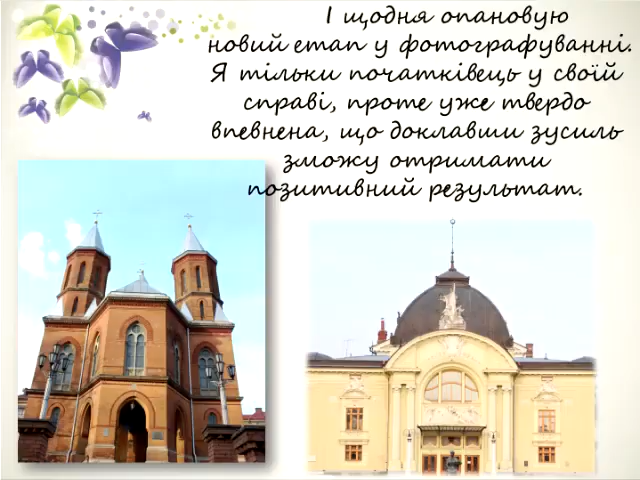 І щодня опановую
новий етап у фотографуванні.
Я тільки початківець у своїй
справі, проте уже твердо
впевнена, що доклавши зусиль
зможу отримати
позитивний результат.